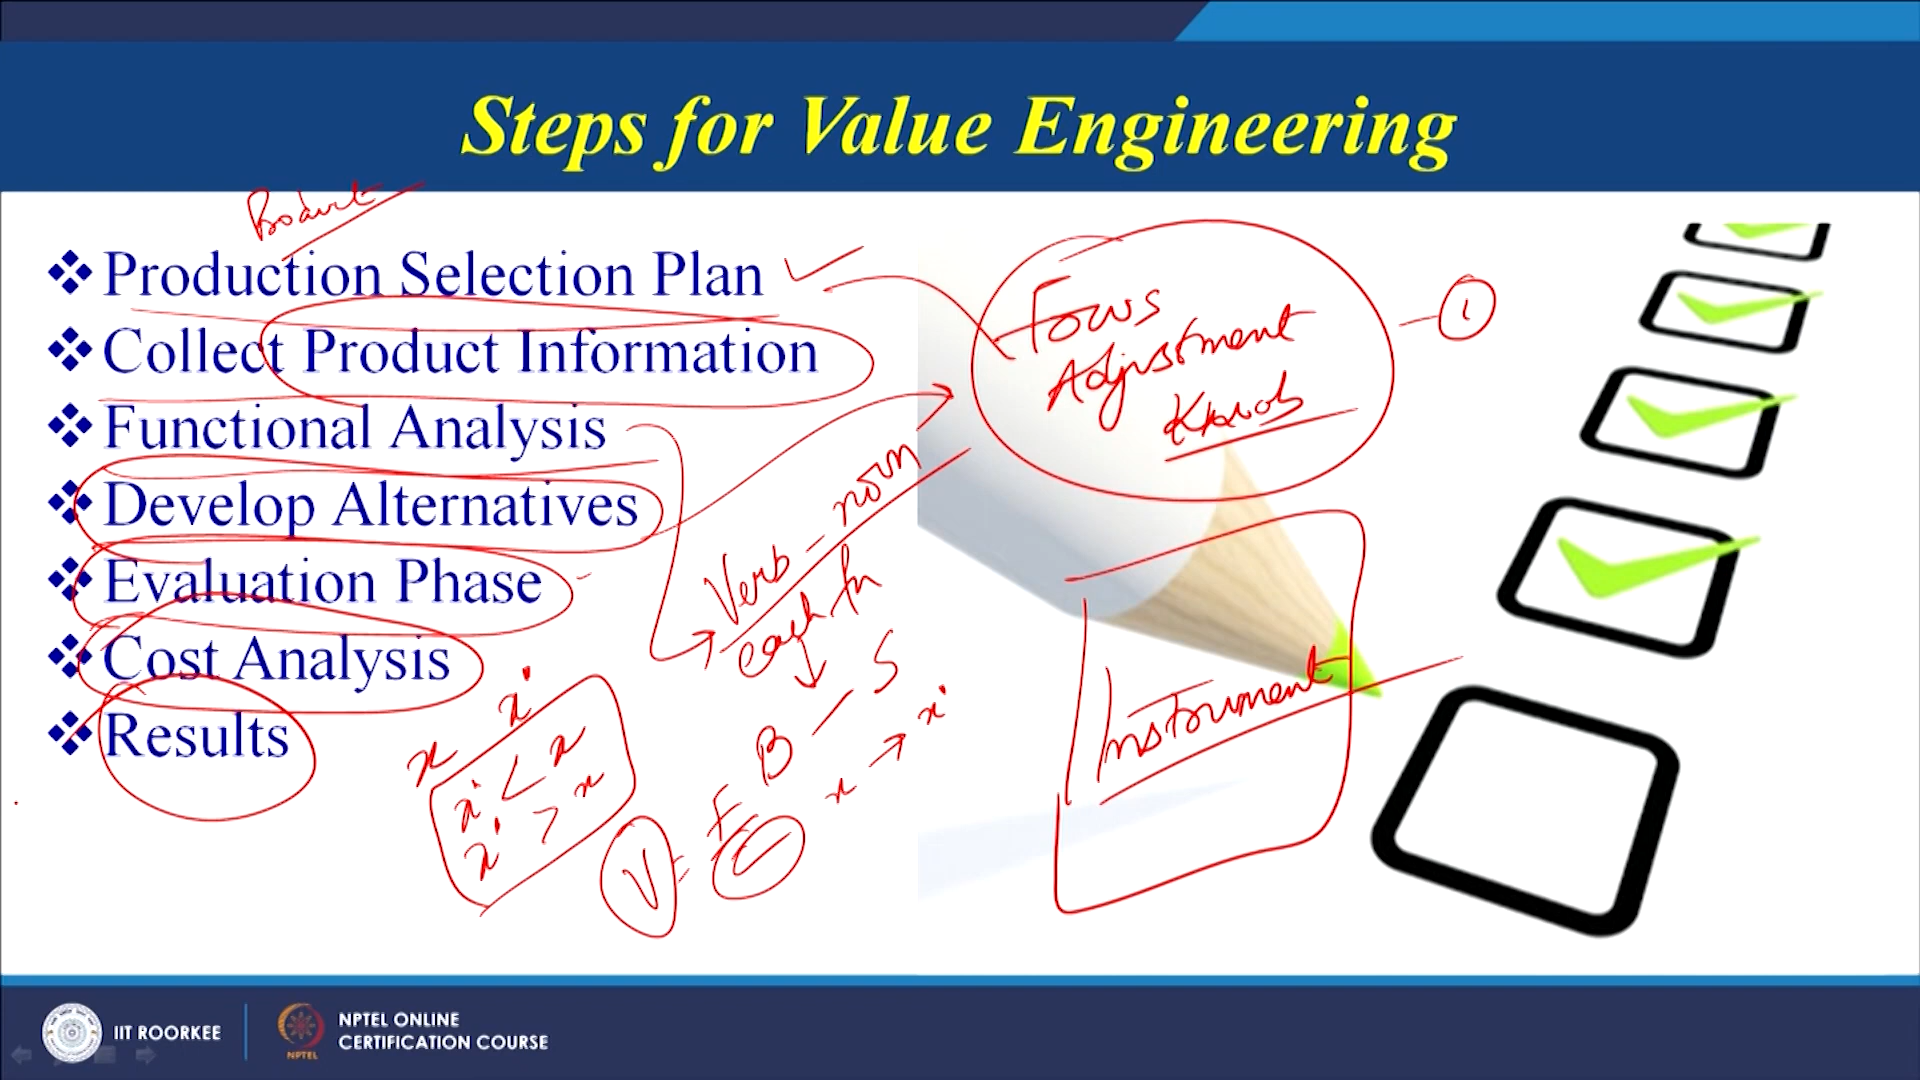 Steps for Value Engineering
Product
❖Production Selection Plan
❖Collect Product Information
❖Functional Analysis
❖Develop Alternatives
❖Evaluation Phase
❖Cost Analysis
❖Results
Focus
Adjustment
Knob
1
Verb - noun
each fn
B - S
x → x'
x x'
x' < x
x' > x
V = F
C
Instrument
IIT ROORKEE
NPTEL
NPTEL ONLINE
CERTIFICATION COURSE